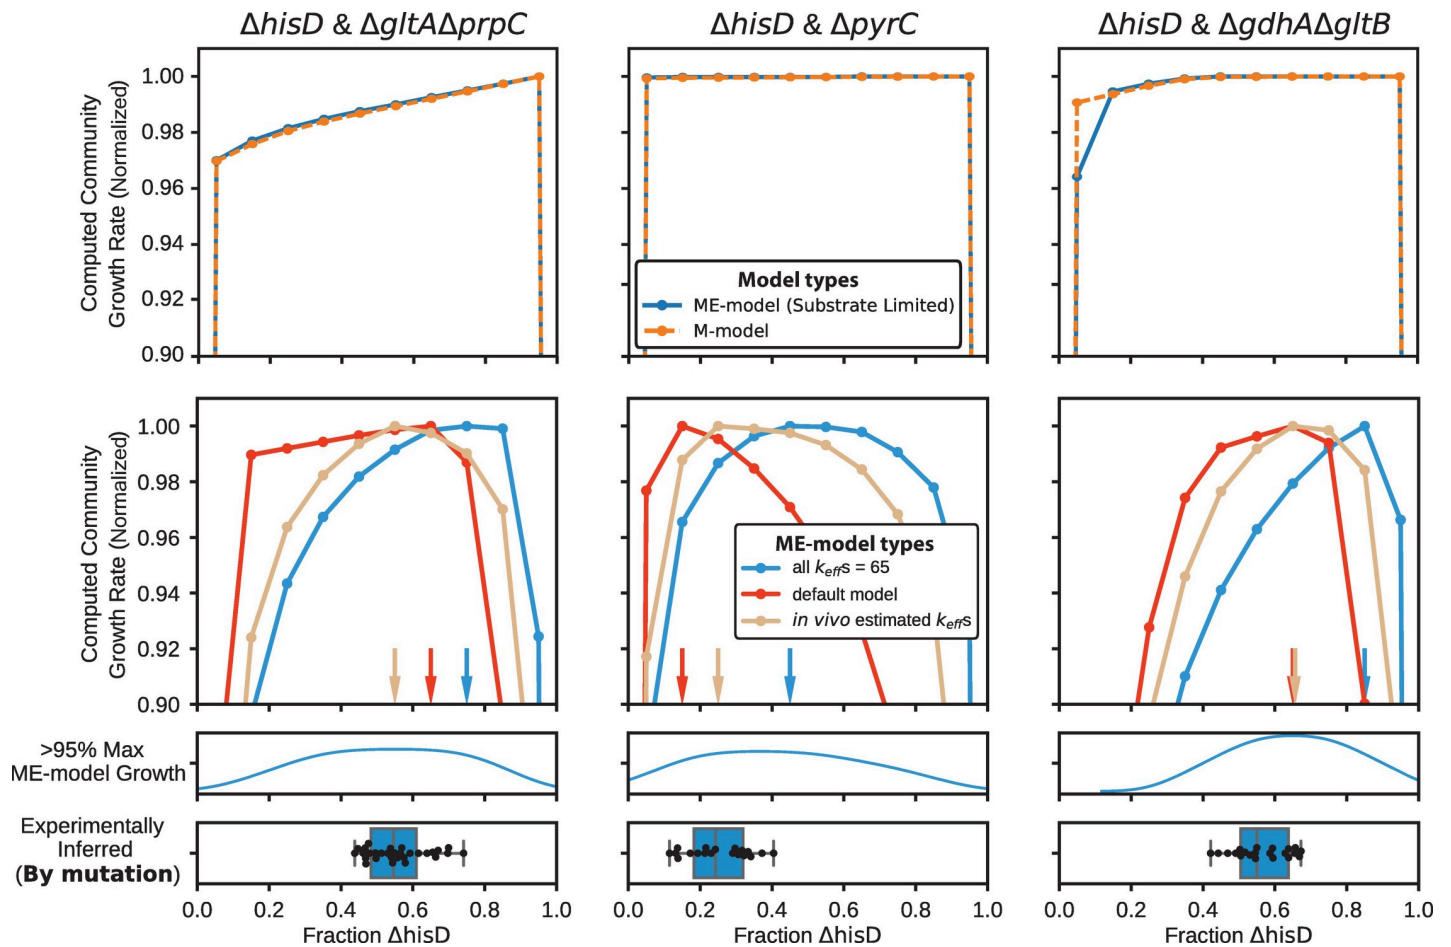 ΔhisD & ΔgltAΔprpC
ΔhisD & ΔpyrC
ΔhisD & ΔgdhAΔgltB
Computed Community
Growth Rate (Normalized)
1.00
0.98
0.96
0.94
0.92
0.90
Model types
ME-model (Substrate Limited)
M-model
Computed Community
Growth Rate (Normalized)
1.00
0.98
0.96
0.94
0.92
0.90
ME-model types
all keffs = 65
default model
in vivo estimated keffs
>95% Max
ME-model Growth
Experimentally
Inferred
(By mutation)
0.0 0.2 0.4 0.6 0.8 1.0
Fraction ΔhisD
0.0 0.2 0.4 0.6 0.8 1.0
Fraction ΔhisD
0.0 0.2 0.4 0.6 0.8 1.0
Fraction ΔhisD